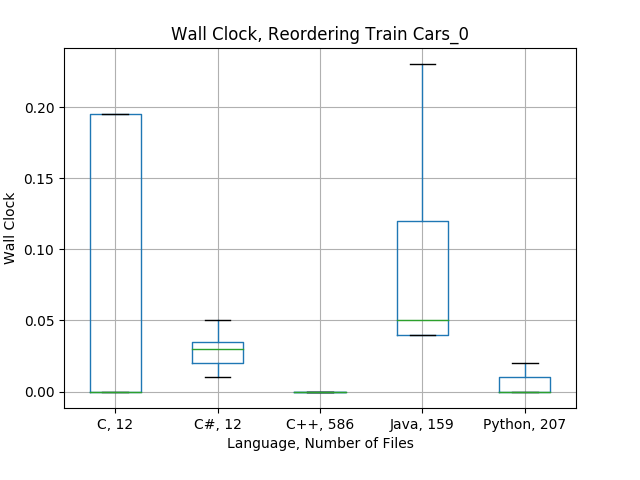 Wall Clock, Reordering Train Cars_0
Wall Clock
0.20
0.15
0.10
0.05
0.00
C, 12
C#, 12
C++, 586
Java, 159
Python, 207
Language, Number of Files